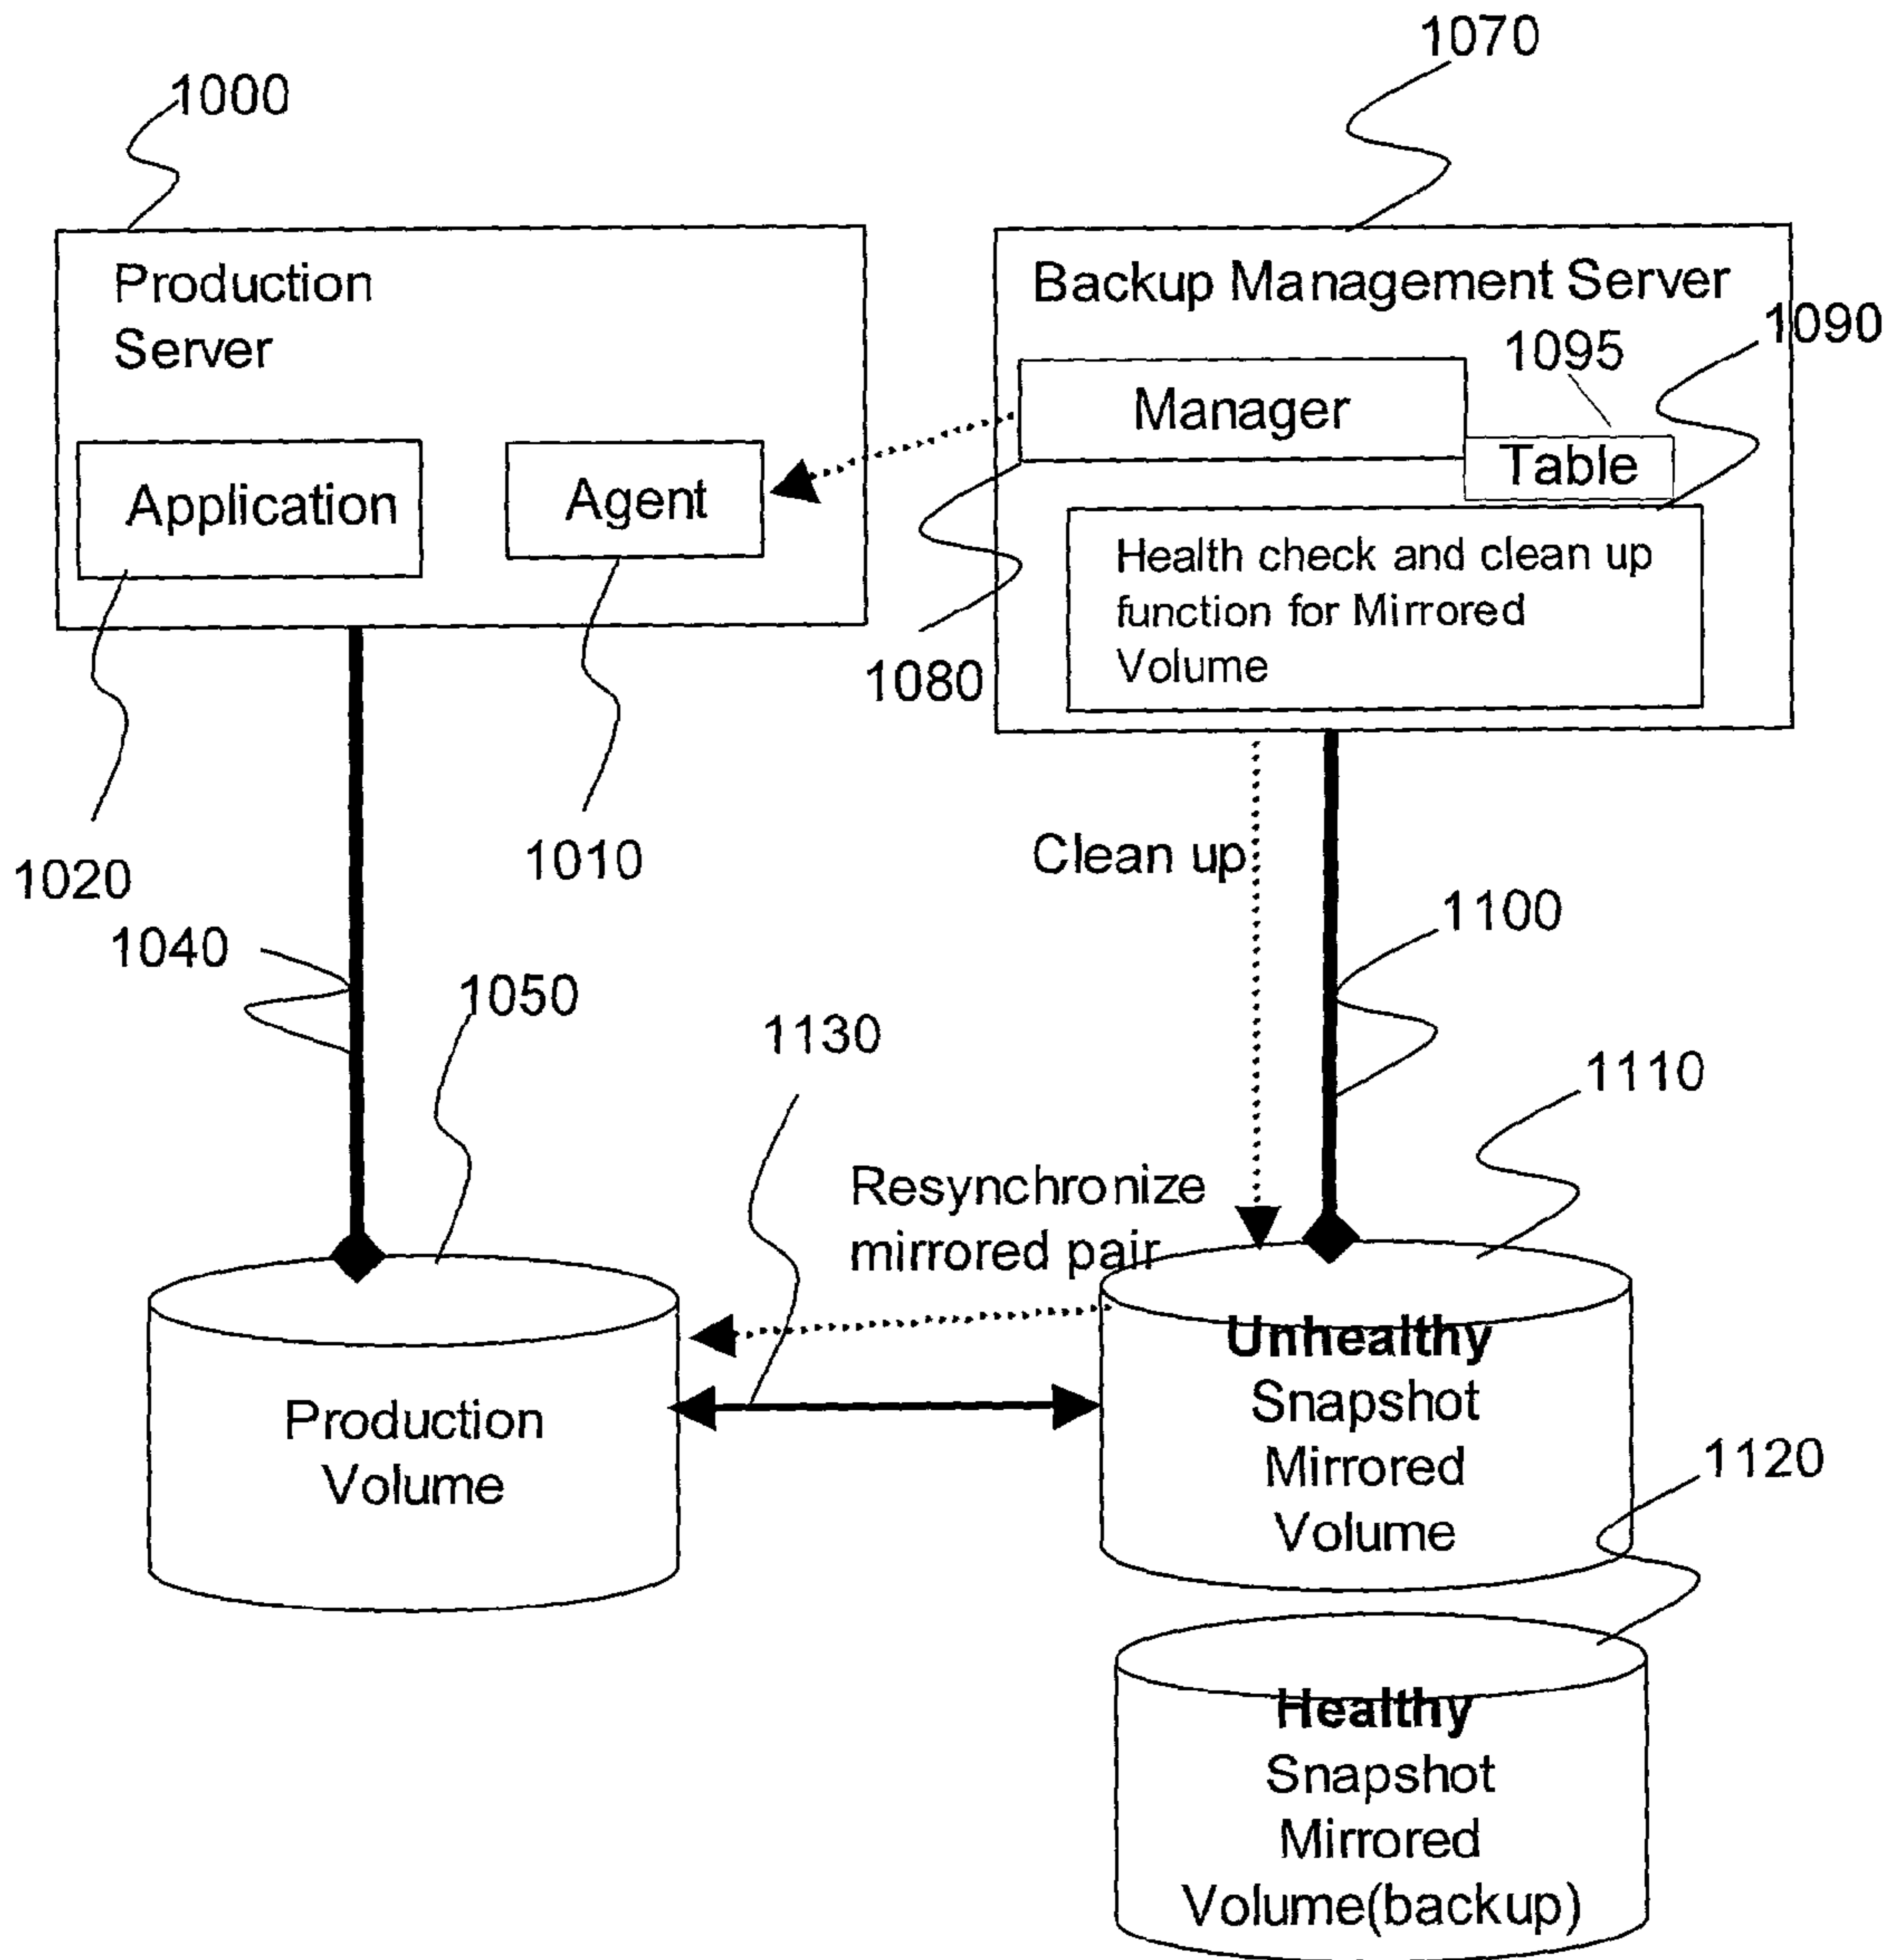 1070
1000
Production
Server
Backup Management Server
1090
1095
Manager
Table
Application
Agent
Health check and clean up
function for Mirrored
Volume
1080
1020
1010
Clean up
1040
1100
1050
1130
1110
Resynchronize
mirrored pair
Unhealthy
Snapshot
Mirrored
Volume
Production
Volume
1120
Healthy
Snapshot
Mirrored
Volume(backup)